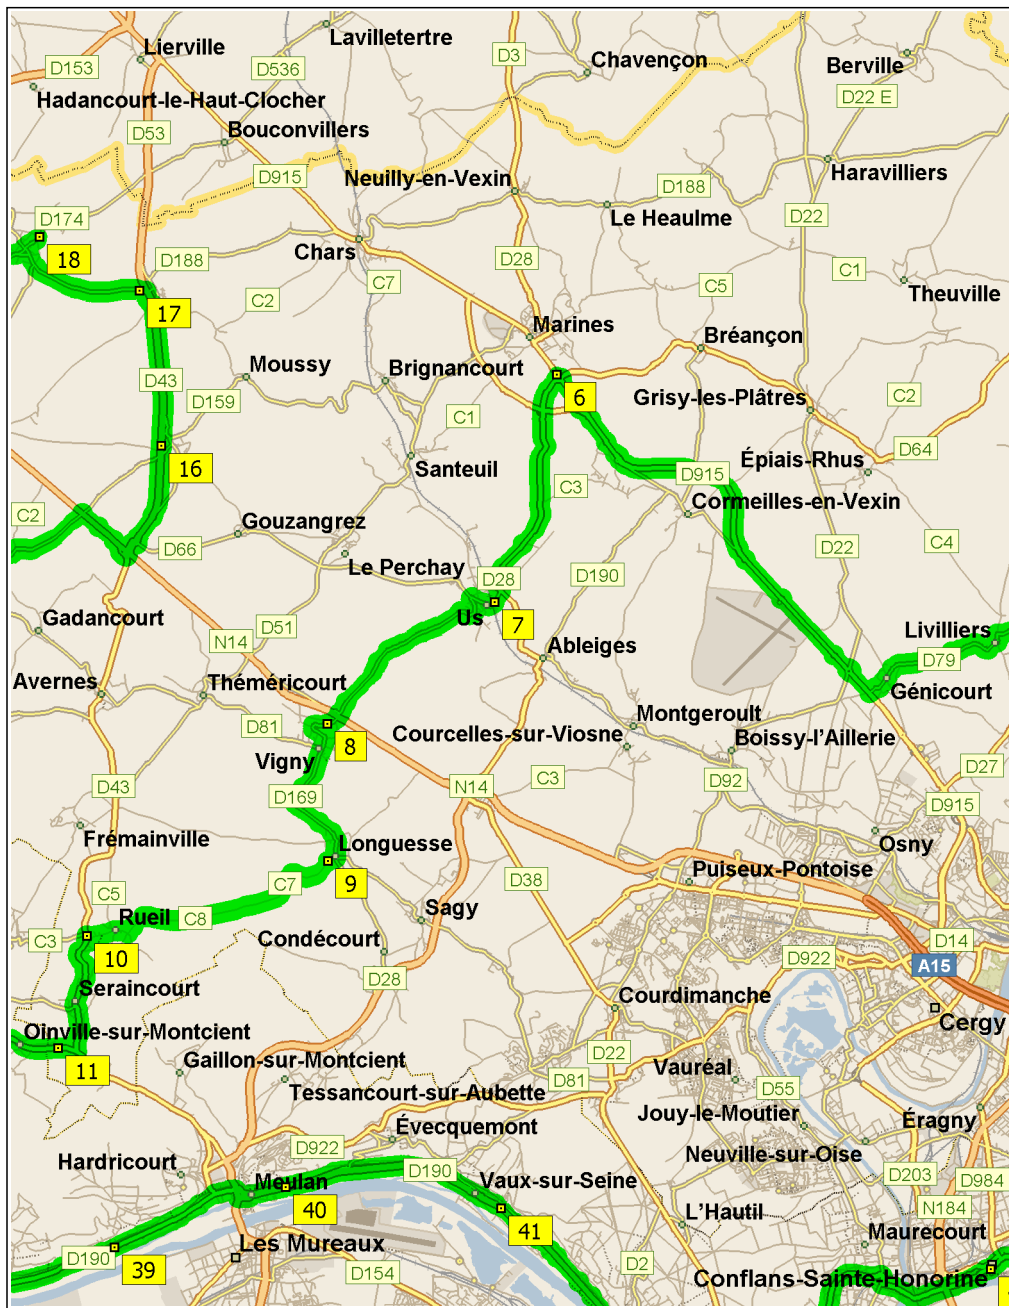 Lavilletertre
Lierville
D153
D536
D3
Chavençon
Berville
Hadancourt-le-Haut-Clocher
D22 E
D53
Bouconvillers
D915
Neuilly-en-Vexin
D188
Haravilliers
D174
Le Heaulme
D22
18
Chars
D188
D28
C7
C5
C1
Theuville
17
C2
Marines
Bréançon
Moussy
Brignancourt
D43
D159
6
Grisy-les-Plâtres
C2
C1
D64
16
Santeuil
Épiais-Rhus
D915
C3
Cormeilles-en-Vexin
C2
Gouzangrez
D66
D22
C4
Le Perchay
D28
D190
Us
7
Gadancourt
D51
N14
Livilliers
Ableiges
D79
Avernes
Théméricourt
Génicourt
D81
8
Montgeroult
Courcelles-sur-Viosne
Boissy-l'Aillerie
Vigny
D43
D169
N14
C3
D92
D27
D915
Frémainville
Longuesse
Osny
9
C7
D38
Puiseux-Pontoise
C5
Rueil
C8
Sagy
C3
10
Condécourt
D922
D14
A15
D28
Seraincourt
Courdimanche
Cergy
Oinville-sur-Montcient
11
Gaillon-sur-Montcient
D22
Vauréal
D81
D55
Tessancourt-sur-Aubette
Jouy-le-Moutier
Éragny
Évecquemont
D922
Neuville-sur-Oise
Hardricourt
D190
D203
D984
Meulan
Vaux-sur-Seine
40
41
L'Hautil
N184
Maurecourt
D190
39
Les Mureaux
D154
D2
Conflans-Sainte-Honorine